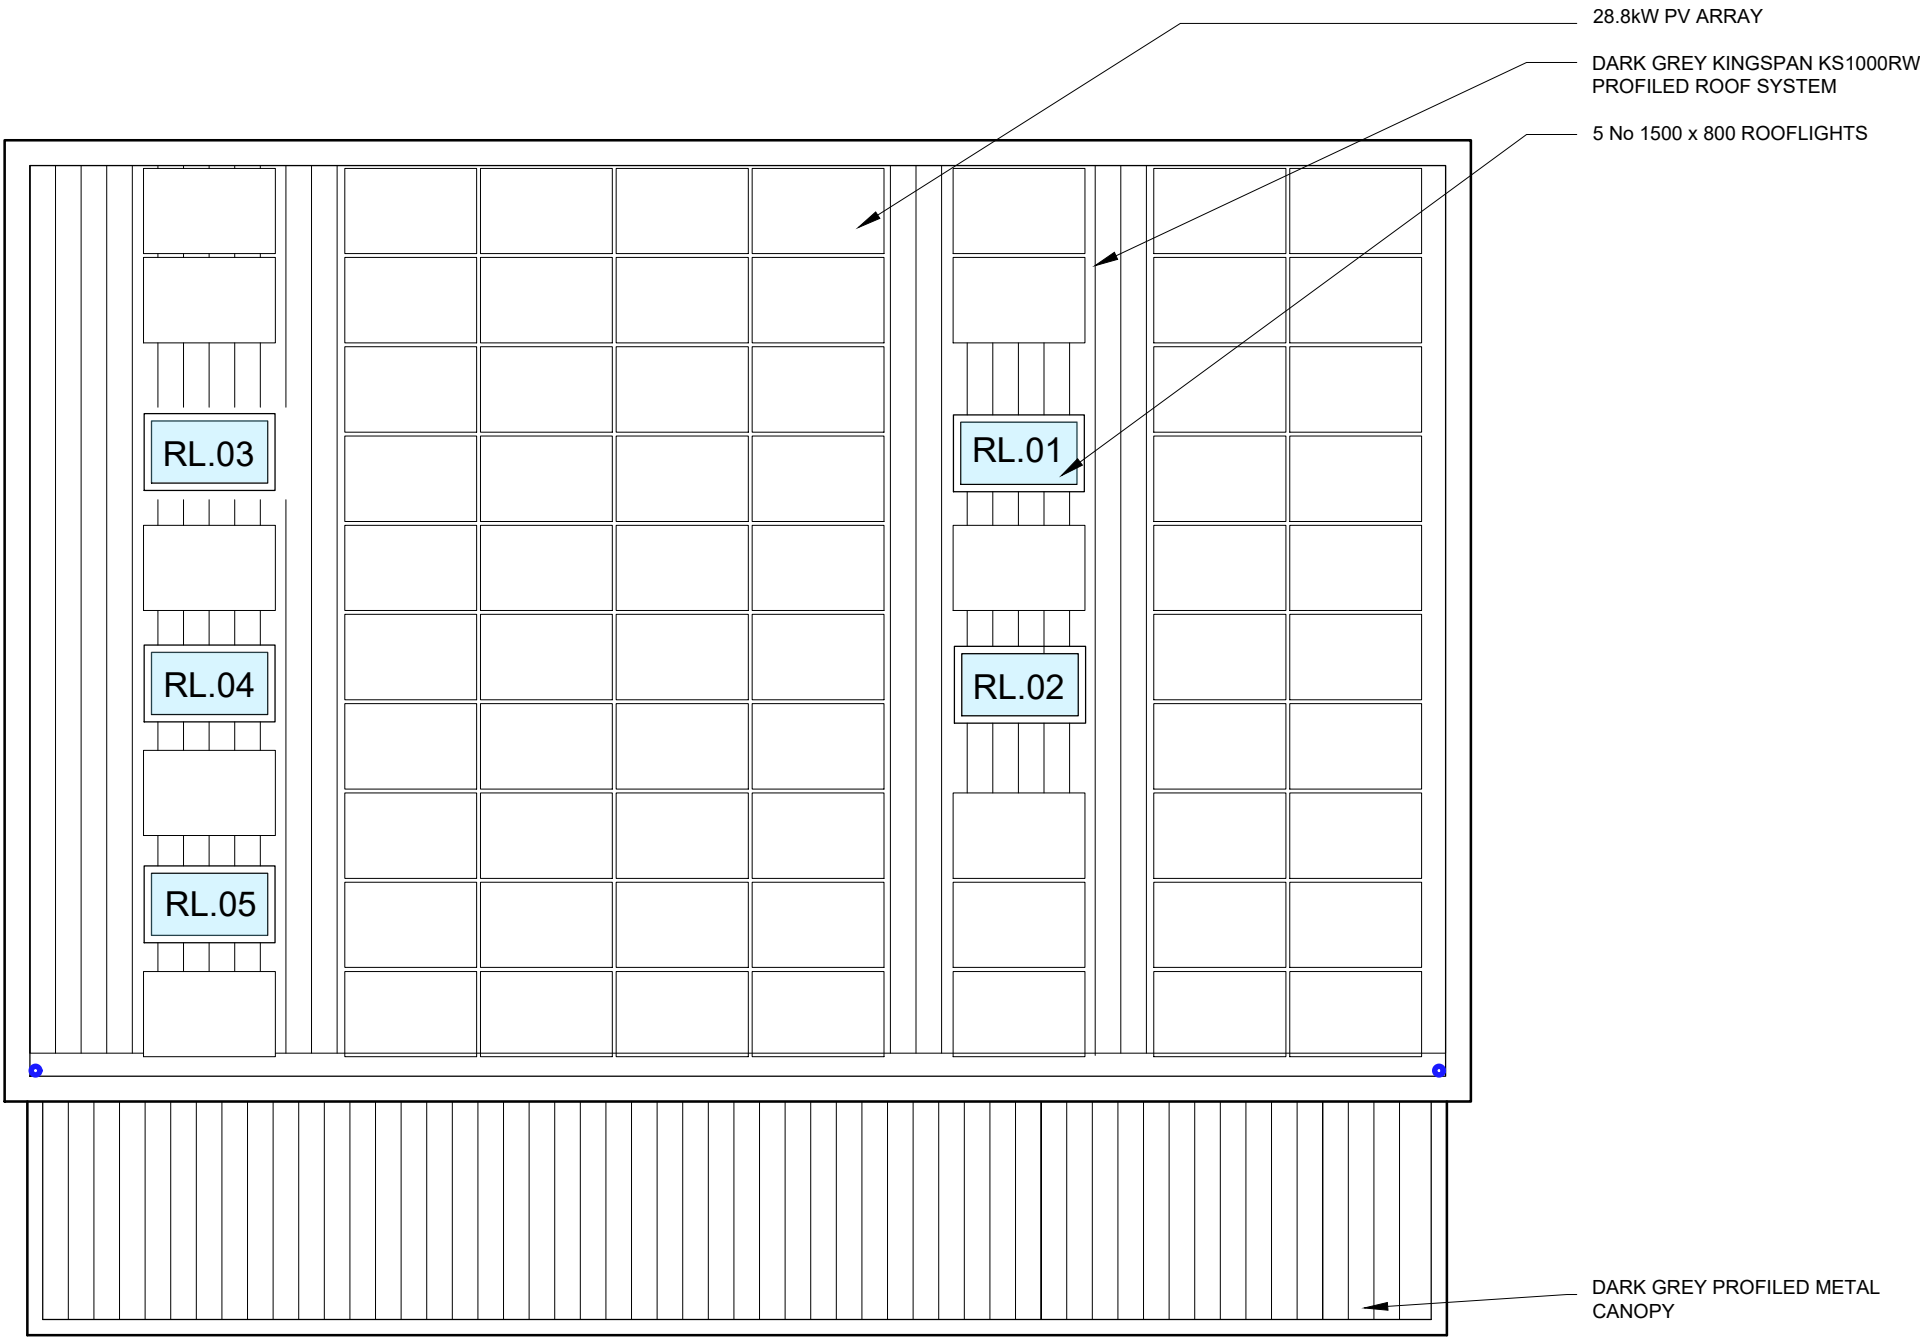 28.8kW PV ARRAY
DARK GREY KINGSPAN KS1000RW
PROFILED ROOF SYSTEM
5 No 1500 x 800 ROOFLIGHTS
RL.03
RL.01
RL.04
RL.02
RL.05
DARK GREY PROFILED METAL
CANOPY